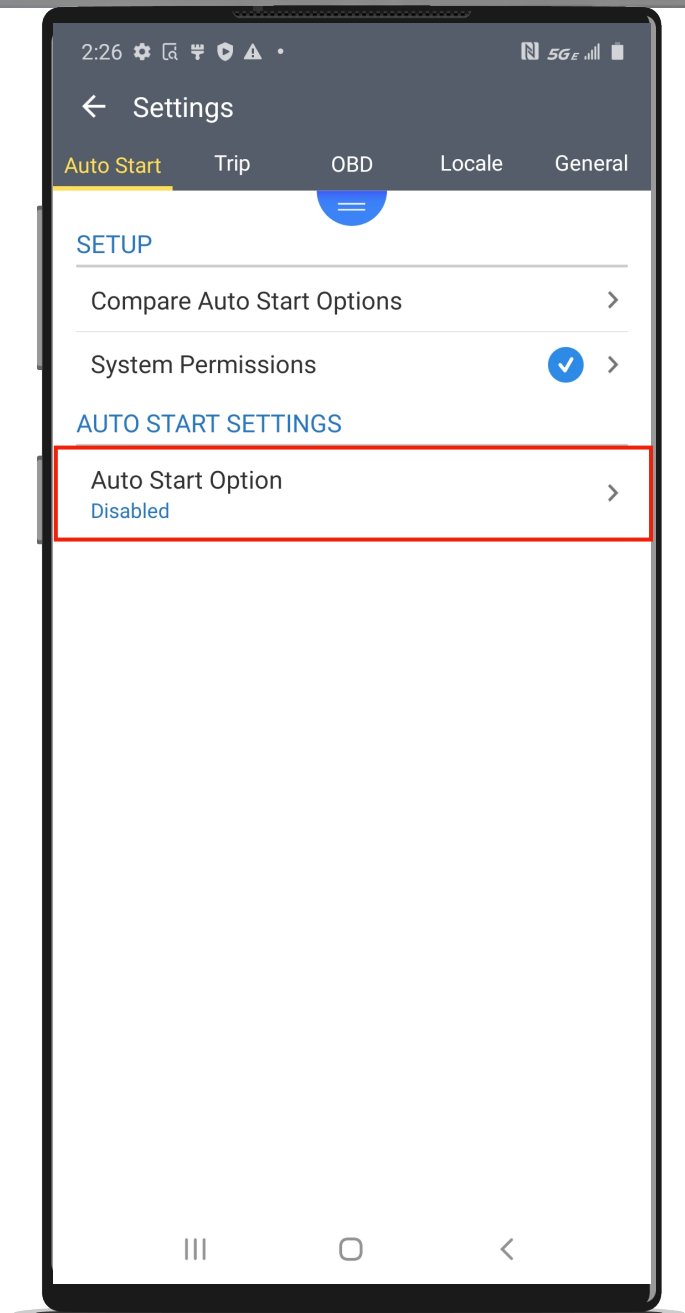 2:26 5GE
Settings
Auto Start Trip OBD Locale General
SETUP
Compare Auto Start Options
System Permissions
AUTO START SETTINGS
Auto Start Option
Disabled